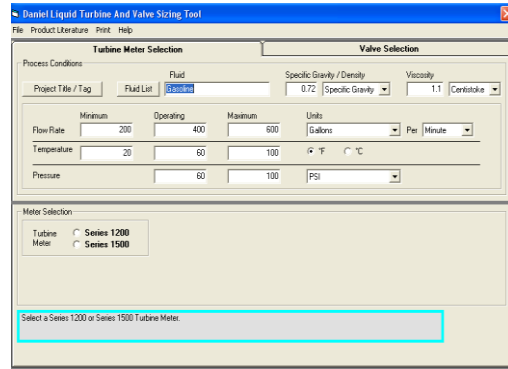 Daniel Liquid Turbine And Valve Sizing Tool
File Product Literature Print Help
Turbine Meter Selection Valve Selection
Process Conditions
Fluid Specific Gravity / Density Viscosity
Project Title / Tag Fluid List Gasoline 0.72 Specific Gravity 1.1 Centistoke
Minimum Operating Maximum Units
Flow Rate 200 400 600 Gallons Per Minute
Temperature 20 60 100 °F °C
Pressure 60 100 PSI
Meter Selection
Turbine Meter Series 1200
Series 1500
Select a Series 1200 or Series 1500 Turbine Meter.